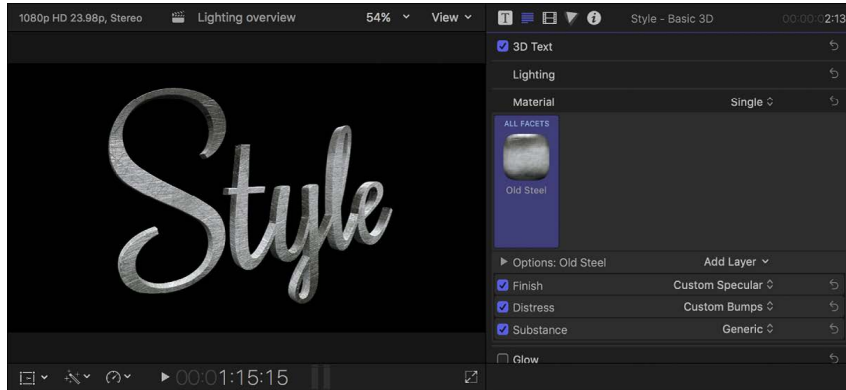 1080p HD 23.98p, Stereo
Lighting overview
54%
View
Style
00:01:15:15
T
i
Style - Basic 3D
00:00:02:13
3D Text
Lighting
Material
Single
ALL FACETS
Old Steel
Options: Old Steel
Add Layer
Finish
Custom Specular
Distress
Custom Bumps
Substance
Generic
Glow